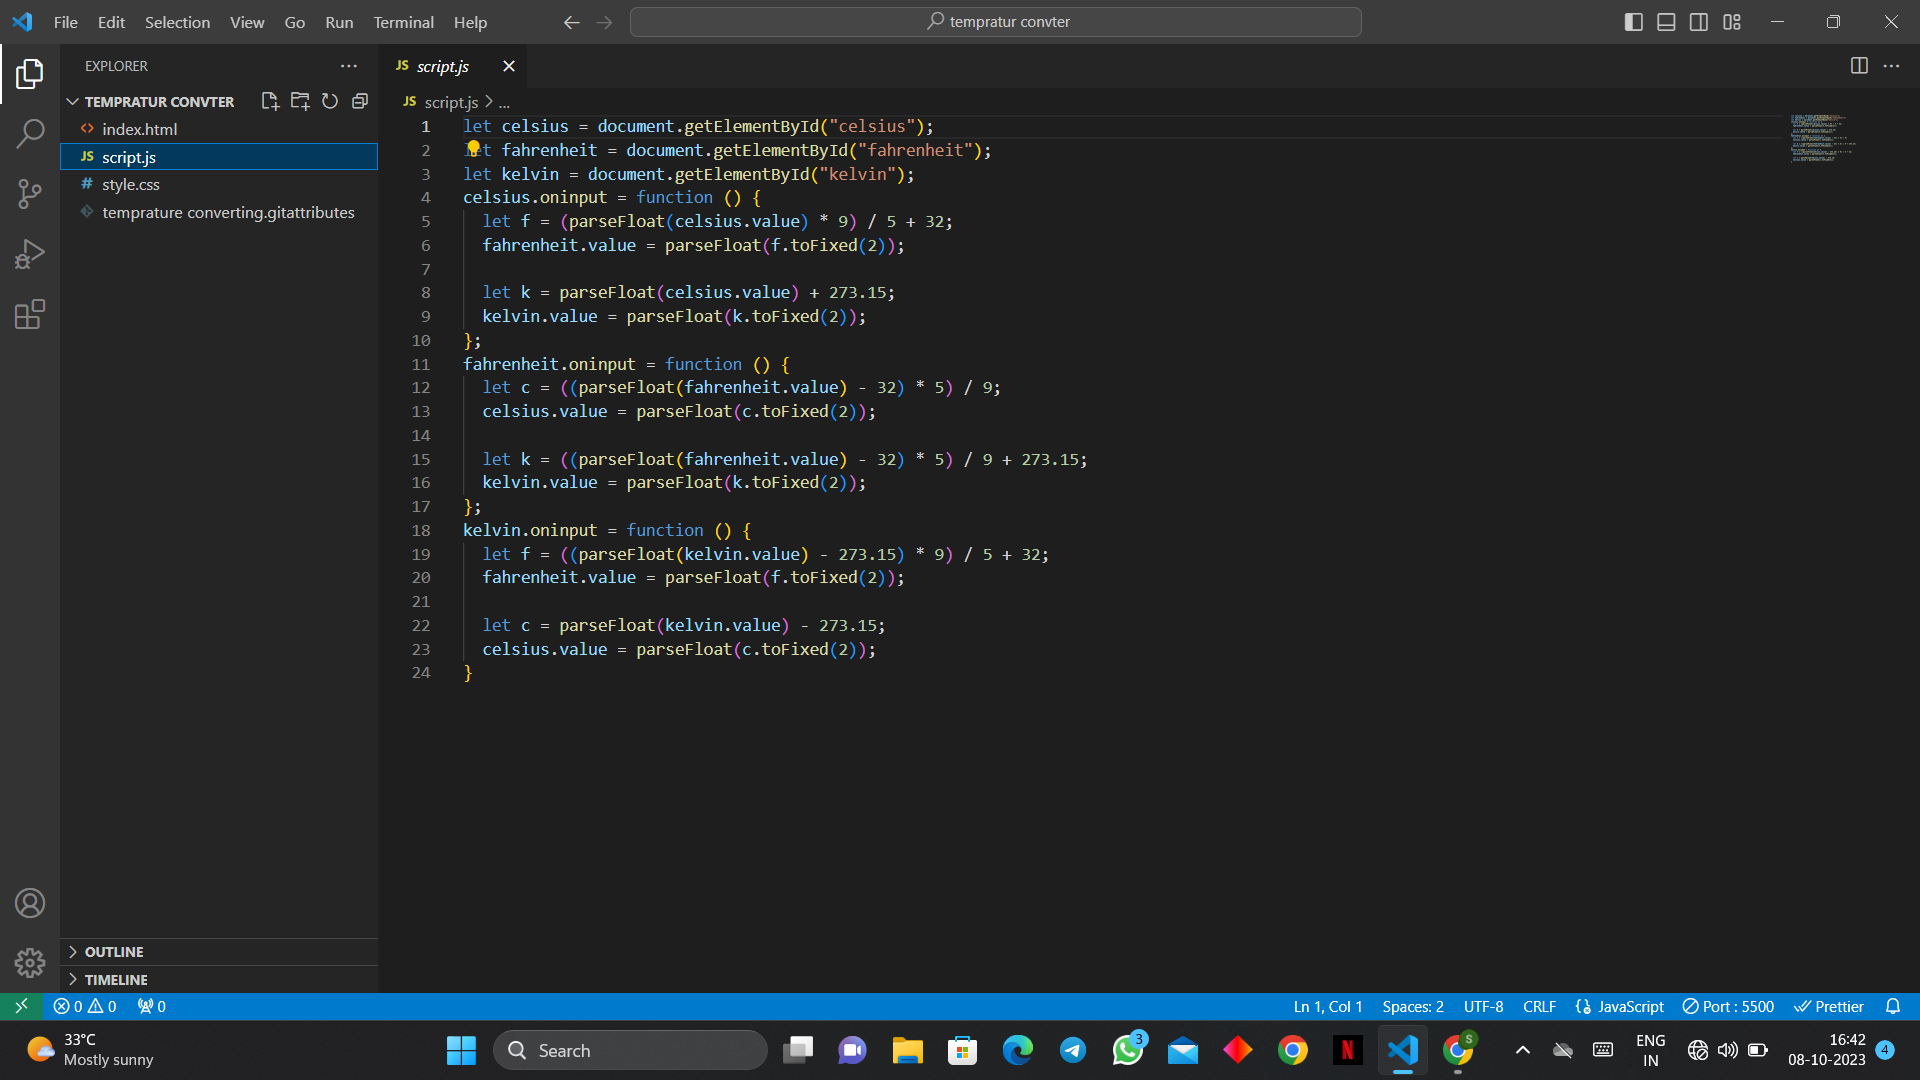 File Edit Selection View Go Run Terminal Help
tempratur convter
EXPLORER
TEMPRATUR CONVTER
index.html
JS script.js
# style.css
temprature converting.gitattributes
OUTLINE
TIMELINE
JS script.js
JS script.js > ...
1 let celsius = document.getElementById("celsius");
2 let fahrenheit = document.getElementById("fahrenheit");
3 let kelvin = document.getElementById("kelvin");
4 celsius.oninput = function () {
5 let f = (parseFloat(celsius.value) * 9) / 5 + 32;
6 fahrenheit.value = parseFloat(f.toFixed(2));
7
8 let k = parseFloat(celsius.value) + 273.15;
9 kelvin.value = parseFloat(k.toFixed(2));
10 };
11 fahrenheit.oninput = function () {
12 let c = ((parseFloat(fahrenheit.value) - 32) * 5) / 9;
13 celsius.value = parseFloat(c.toFixed(2));
14
15 let k = ((parseFloat(fahrenheit.value) - 32) * 5) / 9 + 273.15;
16 kelvin.value = parseFloat(k.toFixed(2));
17 };
18 kelvin.oninput = function () {
19 let f = ((parseFloat(kelvin.value) - 273.15) * 9) / 5 + 32;
20 fahrenheit.value = parseFloat(f.toFixed(2));
21
22 let c = parseFloat(kelvin.value) - 273.15;
23 celsius.value = parseFloat(c.toFixed(2));
24 }
0 0 0
Ln 1, Col 1 Spaces: 2 UTF-8 CRLF JavaScript Port : 5500 Prettier
33°C
Mostly sunny
Search
3
N
S
ENG
IN
16:42
08-10-2023
4